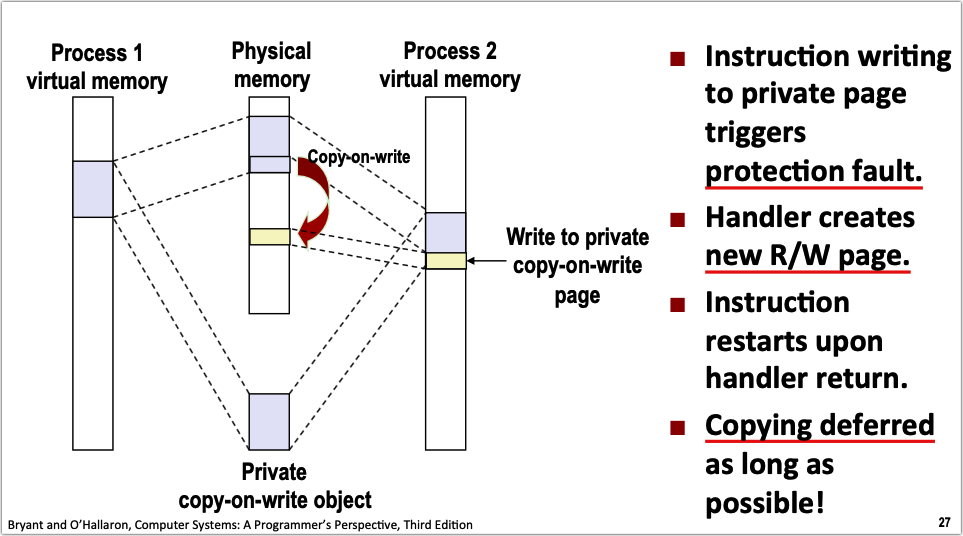 Process 1
virtual memory
Physical
memory
Process 2
virtual memory
Copy-on-write
Write to private
copy-on-write
page
Private
copy-on-write object
Instruction writing
to private page
triggers
protection fault.
Handler creates
new R/W page.
Instruction
restarts upon
handler return.
Copying deferred
as long as
possible!
Bryant and O’Hallaron, Computer Systems: A Programmer’s Perspective, Third Edition
27